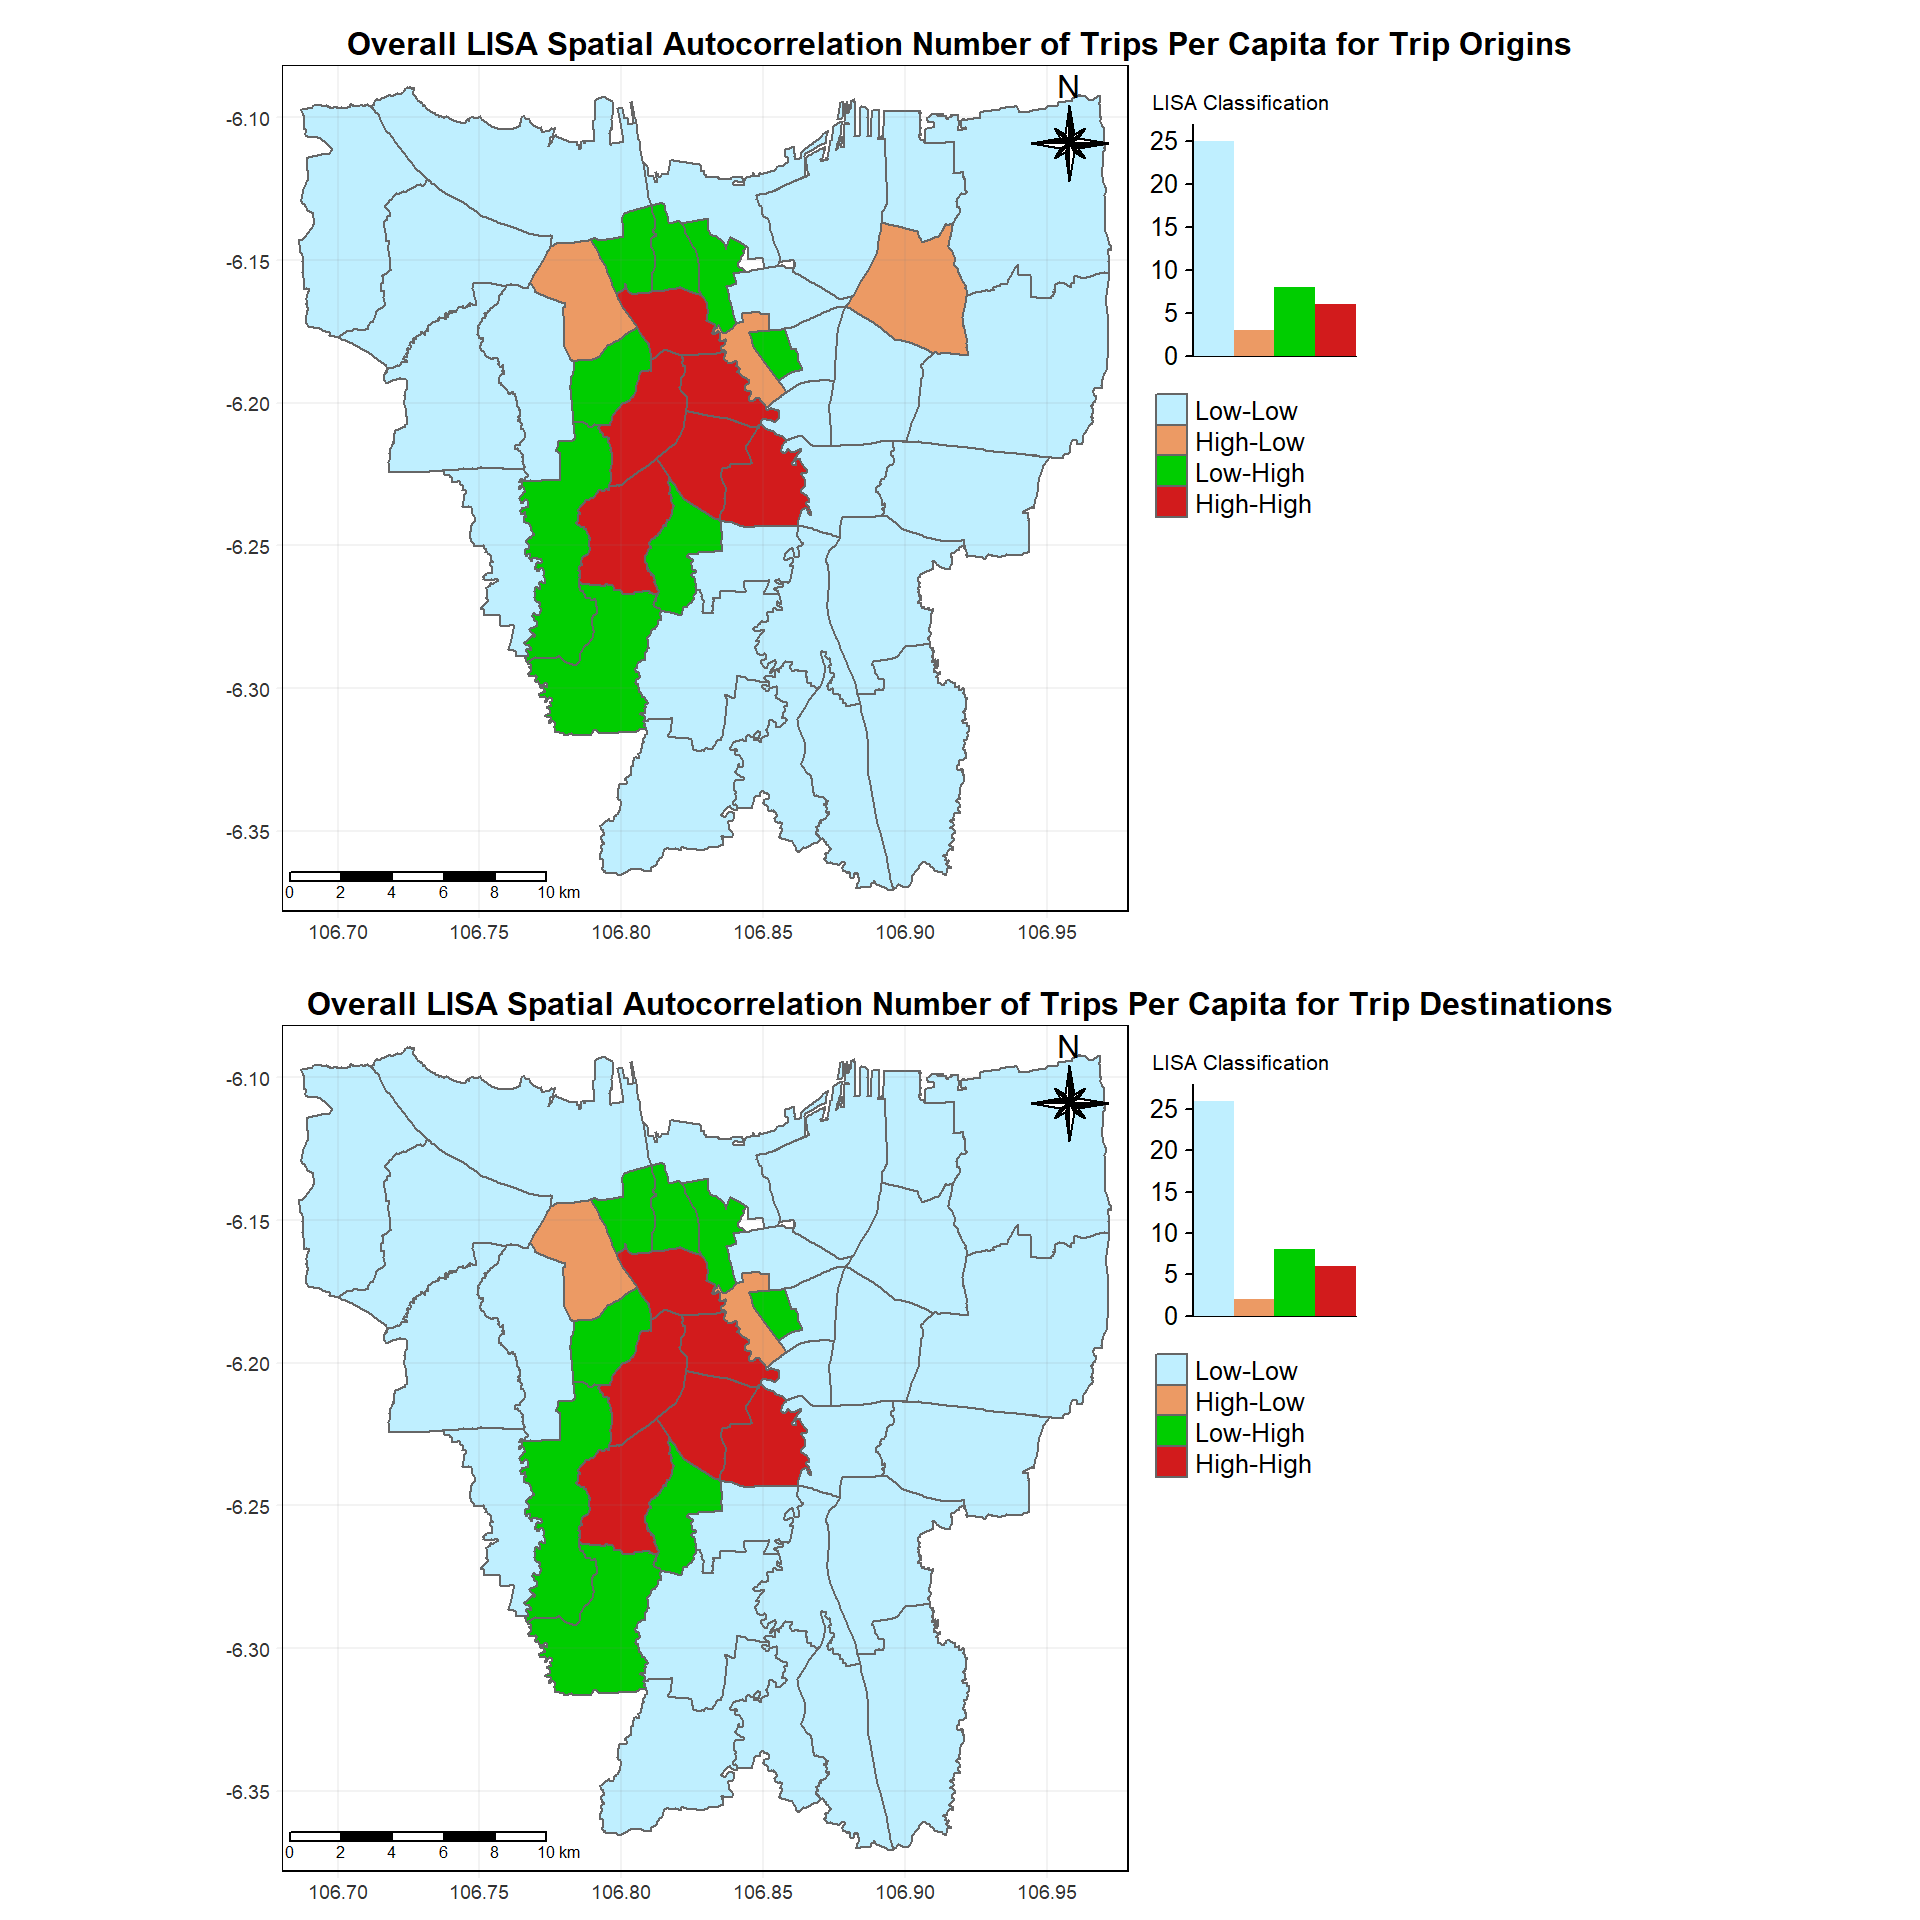 Overall LISA Spatial Autocorrelation Number of Trips Per Capita for Trip Origins
N
-6.10
-6.15
-6.20
-6.25
-6.30
-6.35
0 2 4 6 8 10 km
106.70 106.75 106.80 106.85 106.90 106.95
LISA Classification
25
20
15
10
5
0
Low-Low
High-Low
Low-High
High-High
Overall LISA Spatial Autocorrelation Number of Trips Per Capita for Trip Destinations
N
-6.10
-6.15
-6.20
-6.25
-6.30
-6.35
0 2 4 6 8 10 km
106.70 106.75 106.80 106.85 106.90 106.95
LISA Classification
25
20
15
10
5
0
Low-Low
High-Low
Low-High
High-High